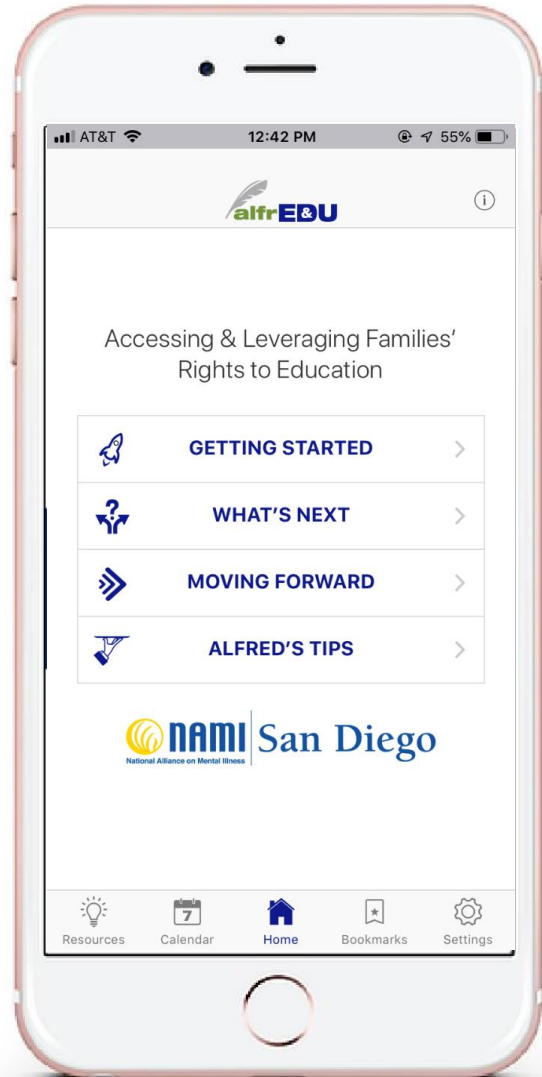 AT&T 12:42 PM 55%
alfrE&U
Accessing & Leveraging Families'
Rights to Education
GETTING STARTED
WHAT'S NEXT
MOVING FORWARD
ALFRED'S TIPS
NAMI San Diego
National Alliance on Mental Illness
7
Resources Calendar Home Bookmarks Settings